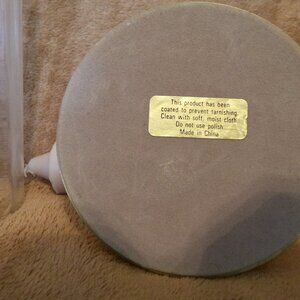 This product has been
coated to prevent tarnishing
Clean with soft, moist cloth
Do not use polish
Made in China